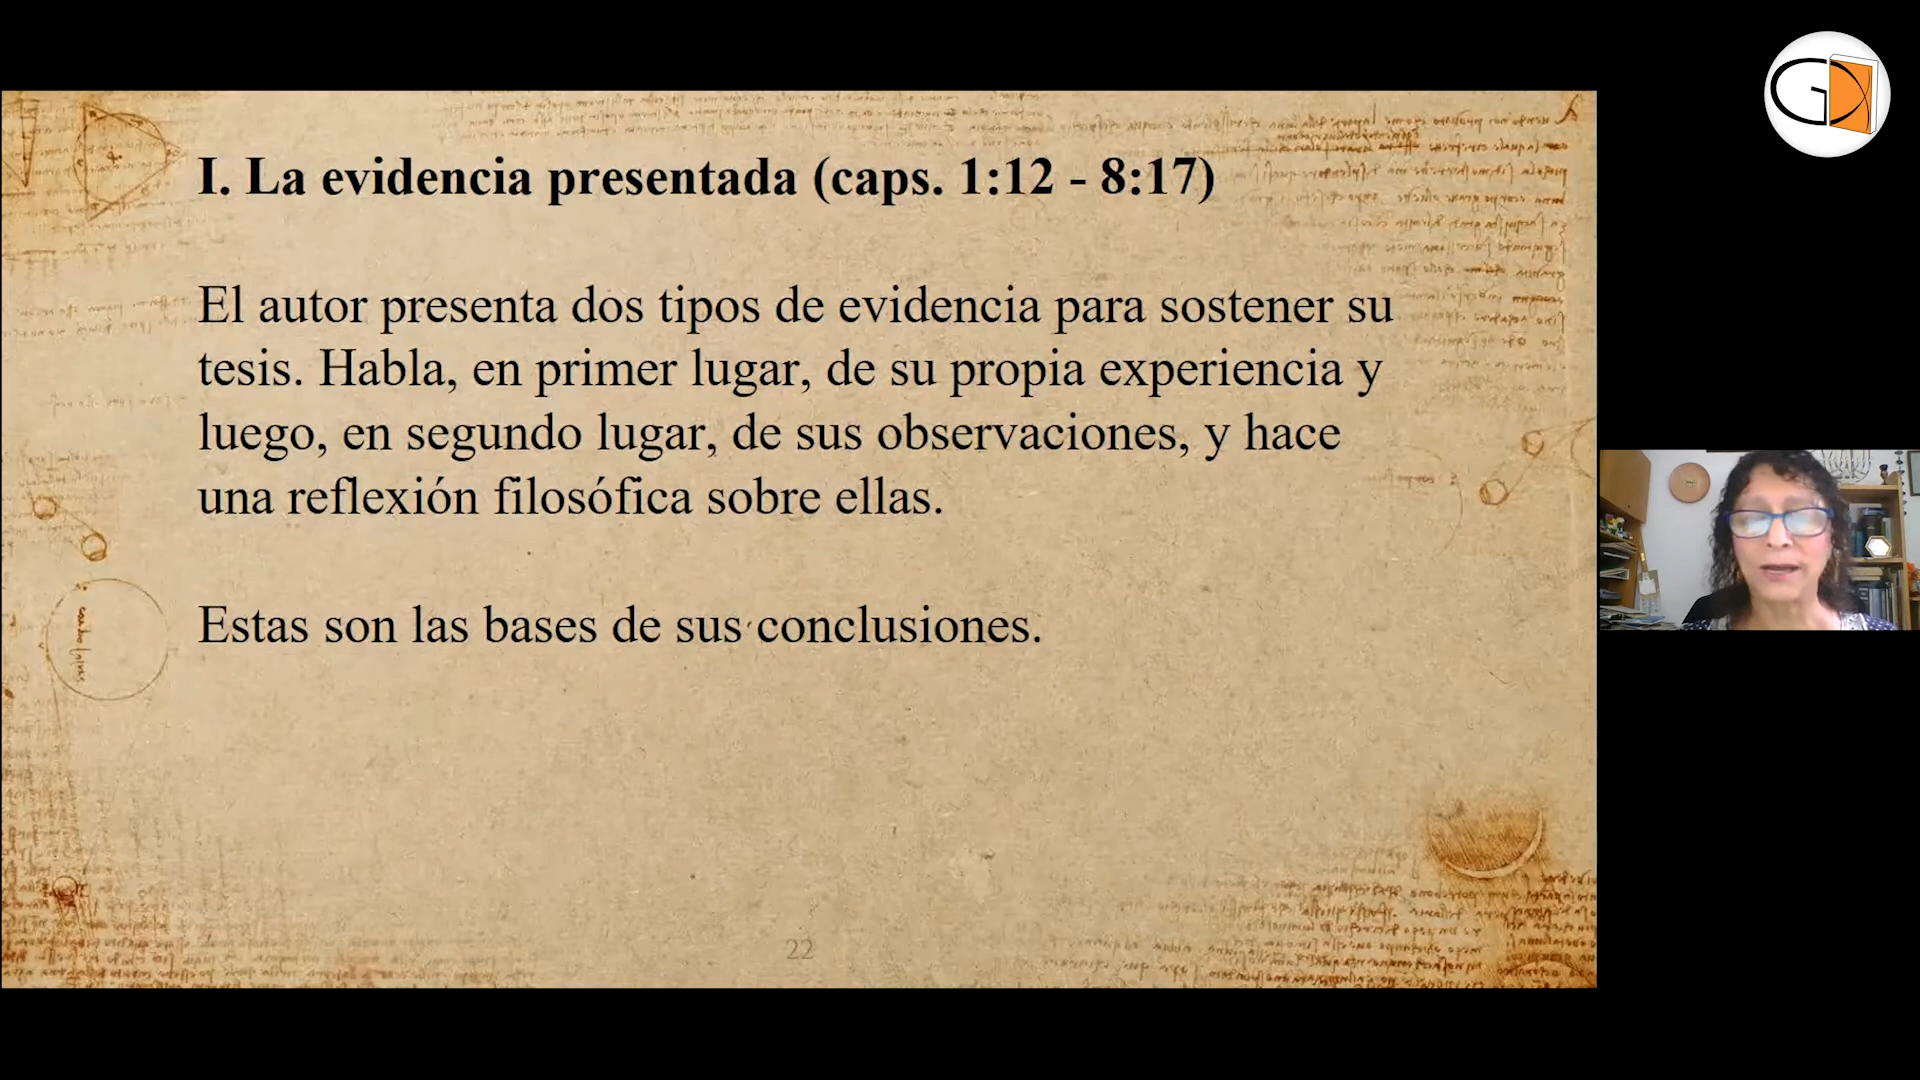 I. La evidencia presentada (caps. 1:12 - 8:17)
El autor presenta dos tipos de evidencia para sostener su
tesis. Habla, en primer lugar, de su propia experiencia y
luego, en segundo lugar, de sus observaciones, y hace
una reflexión filosófica sobre ellas.
Estas son las bases de sus conclusiones.
22